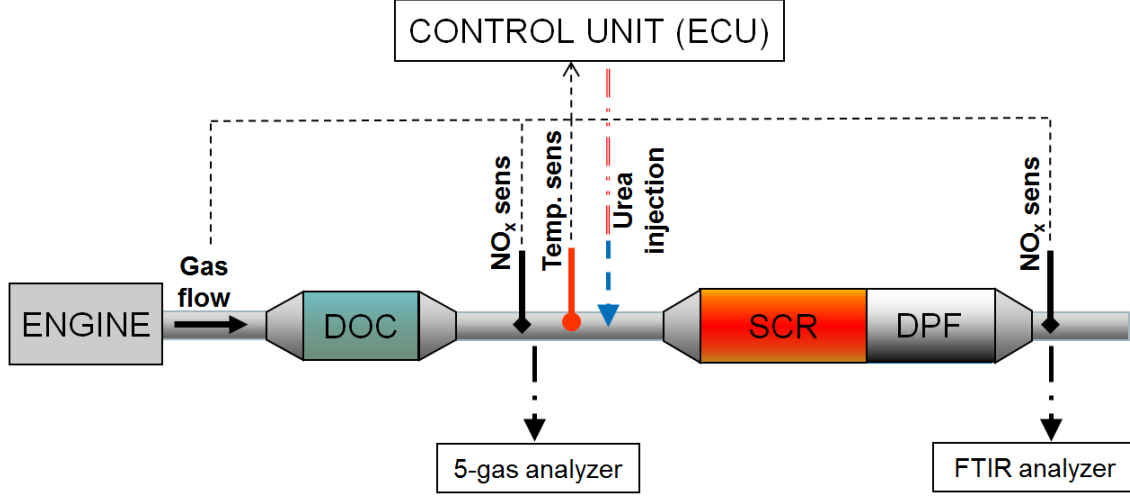 CONTROL UNIT (ECU)
NOₓ sens
Temp. sens
Urea
injection
NOₓ sens
Gas
flow
ENGINE
DOC
SCR
DPF
5-gas analyzer
FTIR analyzer